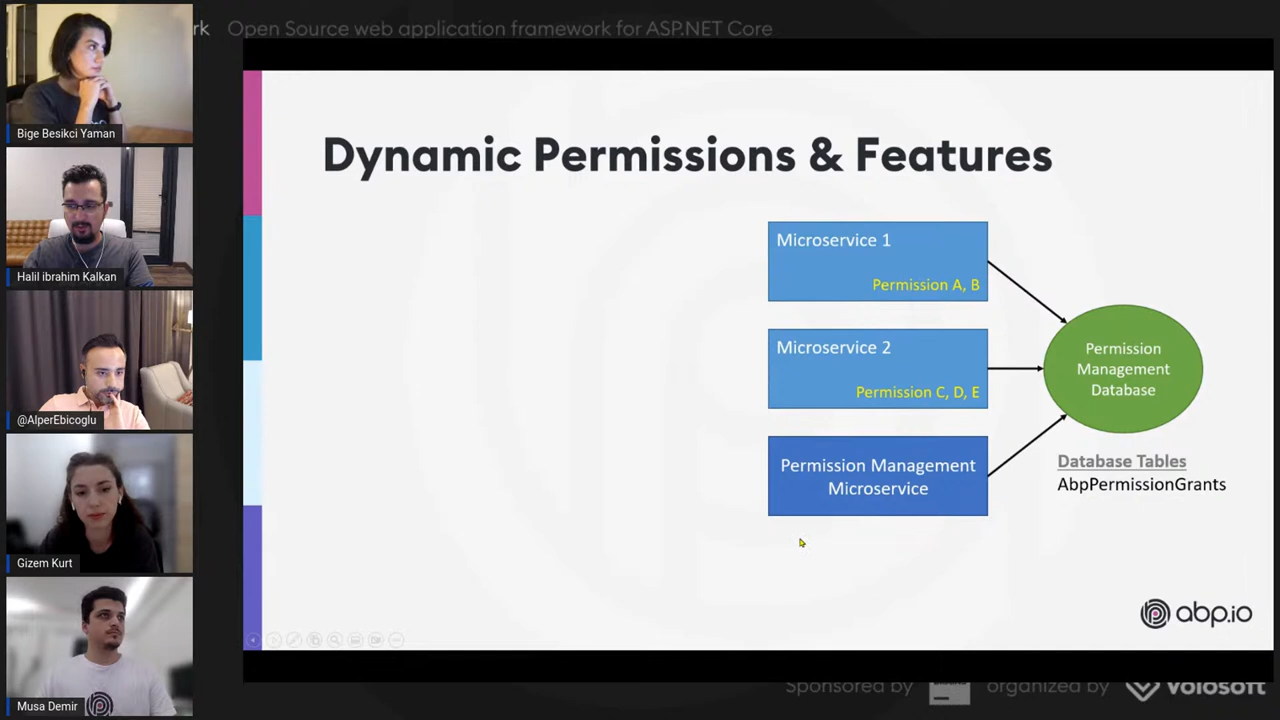 rk Open Source web application framework for ASP.NET Core
Bige Besikci Yaman
Halil ibrahim Kalkan
@AlperEbicoglu
Gizem Kurt
Musa Demir
Dynamic Permissions & Features
Microservice 1
Permission A, B
Microservice 2
Permission C, D, E
Permission Management
Microservice
Permission
Management
Database
Database Tables
AbpPermissionGrants
abp.io
Sponsored by
organized by
Volosoft